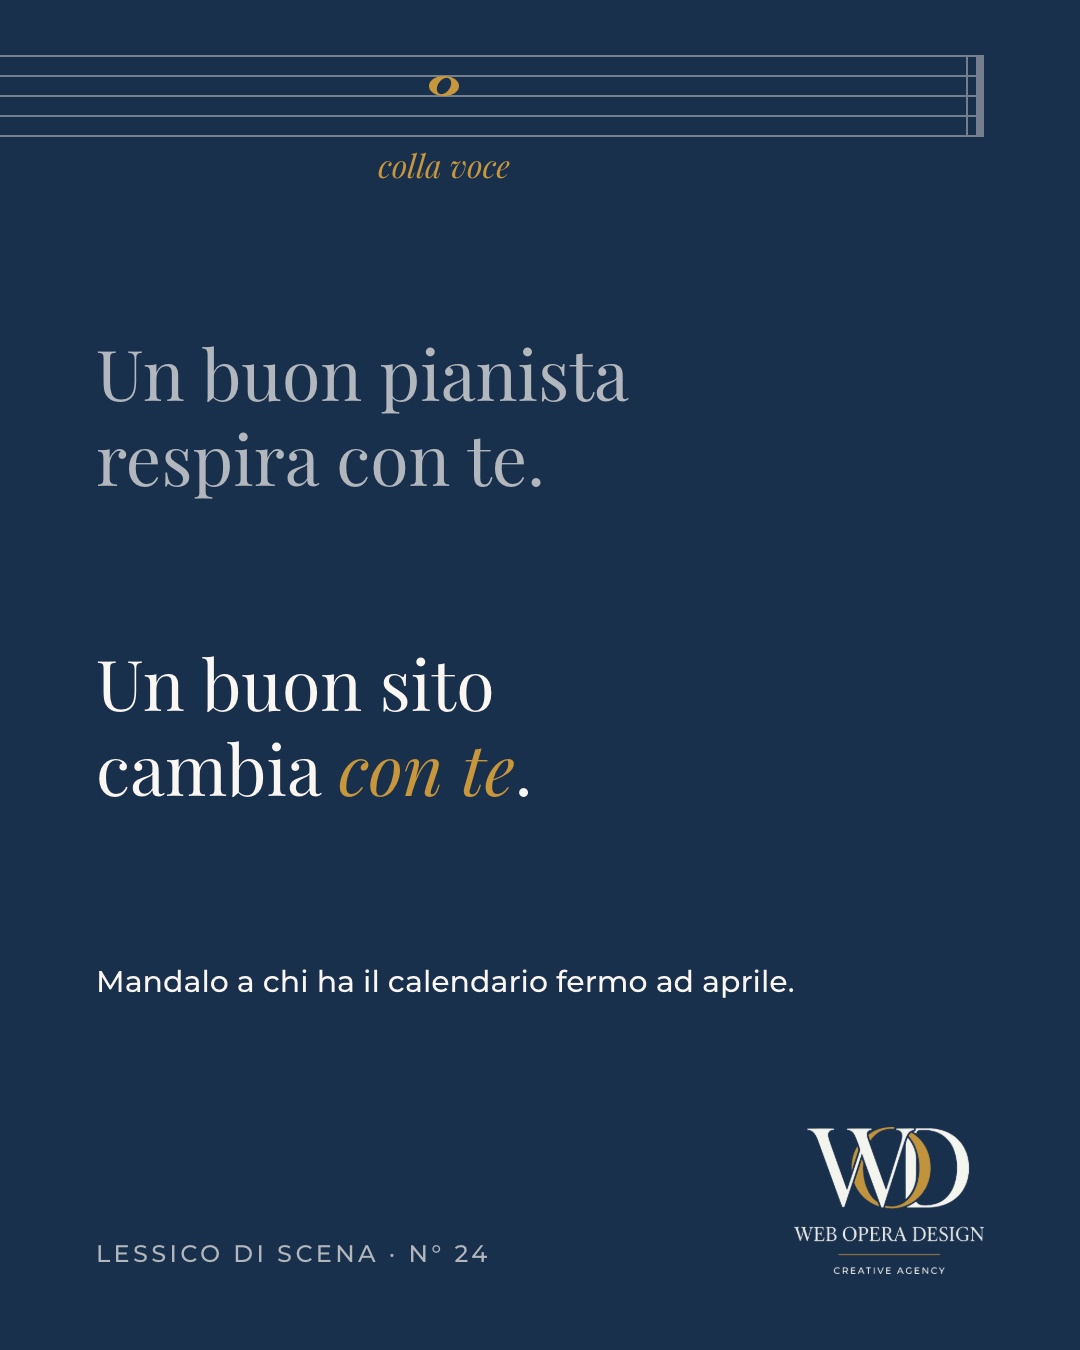 colla voce
Un buon pianista
respira con te.
Un buon sito
cambia con te.
Mandalo a chi ha il calendario fermo ad aprile.
LESSICO DI SCENA · N° 24
WOD
WEB OPERA DESIGN
CREATIVE AGENCY